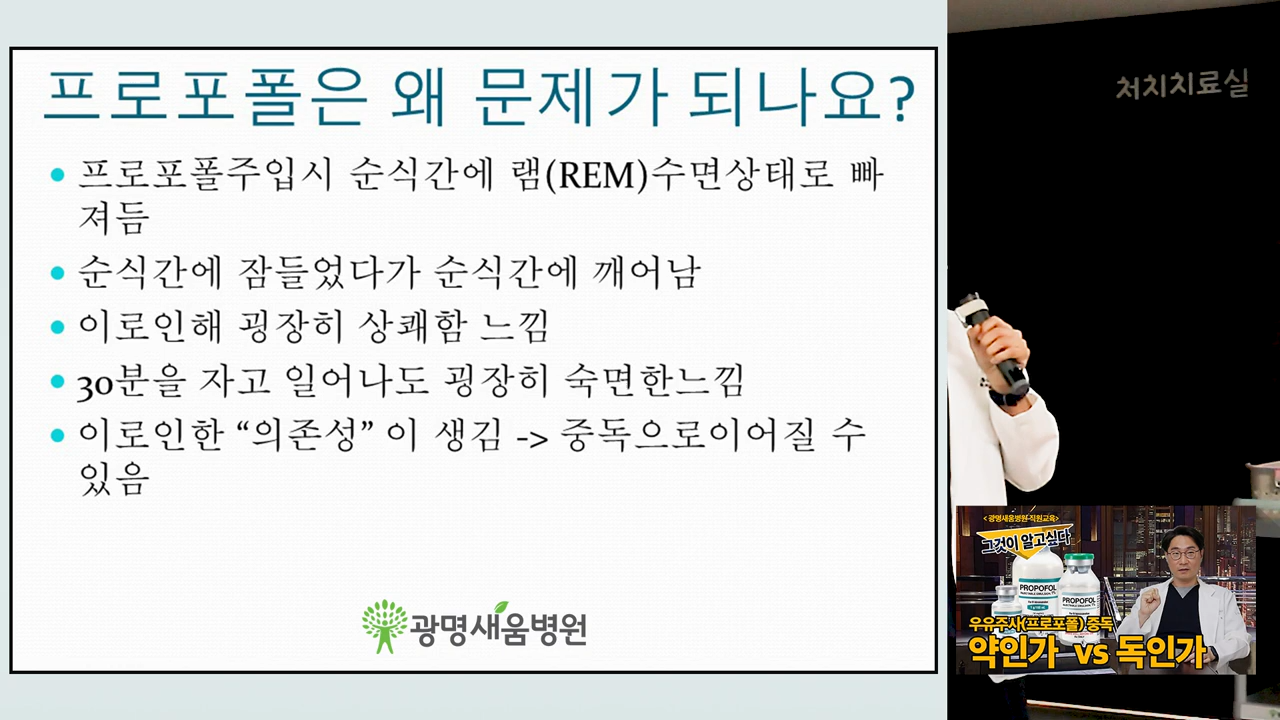 프로포폴은 왜 문제가 되나요?
프로포폴주입시 순식간에 램(REM)수면상태로 빠
져듬
순식간에 잠들었다가 순식간에 깨어남
이로인해 굉장히 상쾌함 느낌
30분을 자고 일어나도 굉장히 숙면한느낌
이로인한 “의존성” 이 생김 -> 중독으로이어질 수
있음
광명새움병원
처치치료실
<광명새움병원 직원교육>
그것이 알고싶다
PROPOFOL
PROPOFOL
우유주사(프로포폴) 중독
약인가 vs 독인가